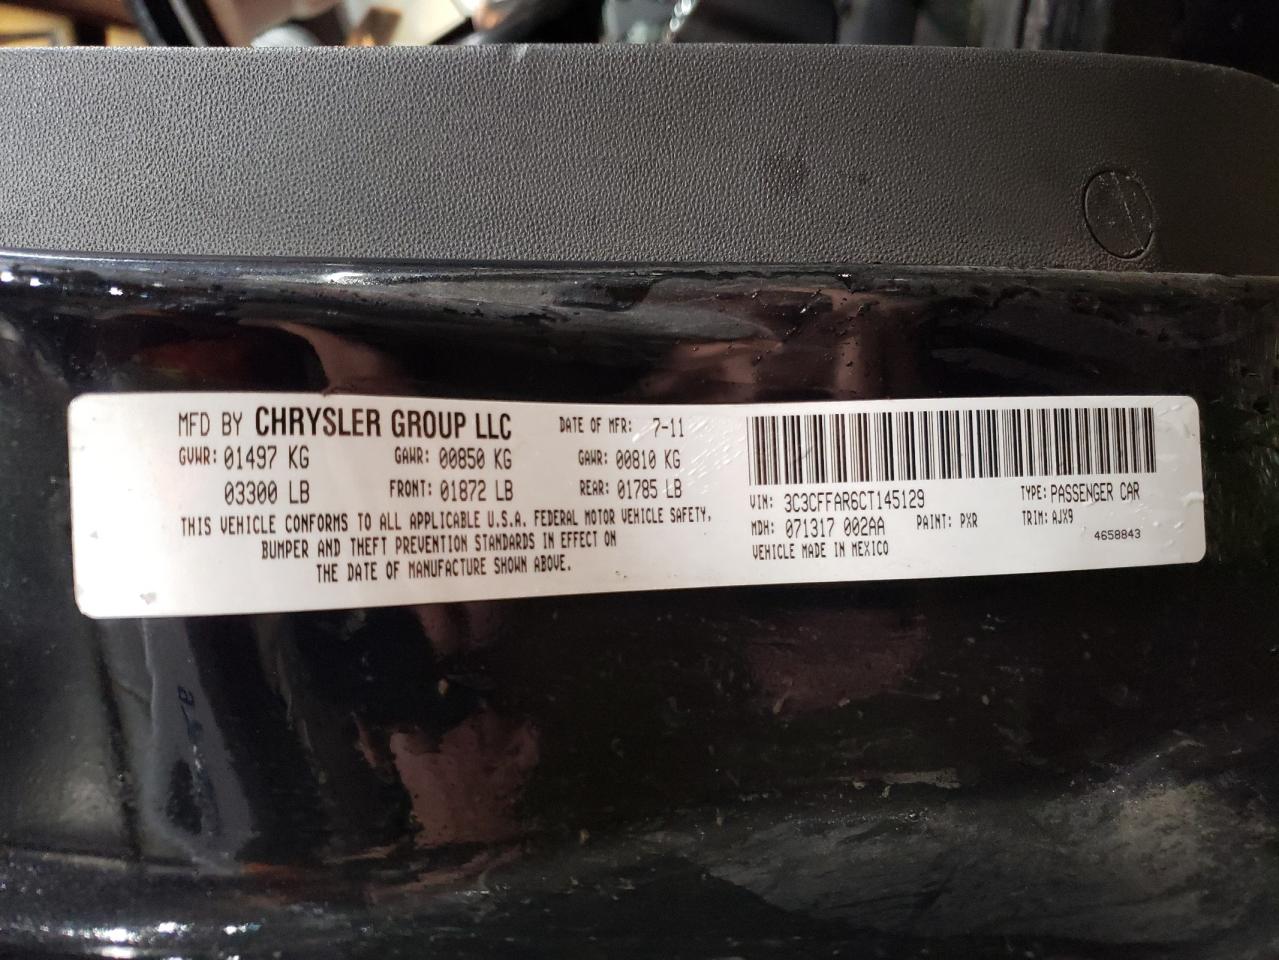 MFD BY CHRYSLER GROUP LLC DATE OF MFR: 7-11
GVWR: 01497 KG GAWR: 00850 KG GAWR: 00810 KG
03300 LB FRONT: 01872 LB REAR: 01785 LB
THIS VEHICLE CONFORMS TO ALL APPLICABLE U.S.A. FEDERAL MOTOR VEHICLE SAFETY,
BUMPER AND THEFT PREVENTION STANDARDS IN EFFECT ON
THE DATE OF MANUFACTURE SHOWN ABOVE.
VIN: 3C3CFFAR6CT145129 TYPE: PASSENGER CAR
MDH: 071317 002AA PAINT: PXR TRIM: AJX9
VEHICLE MADE IN MEXICO 4658843